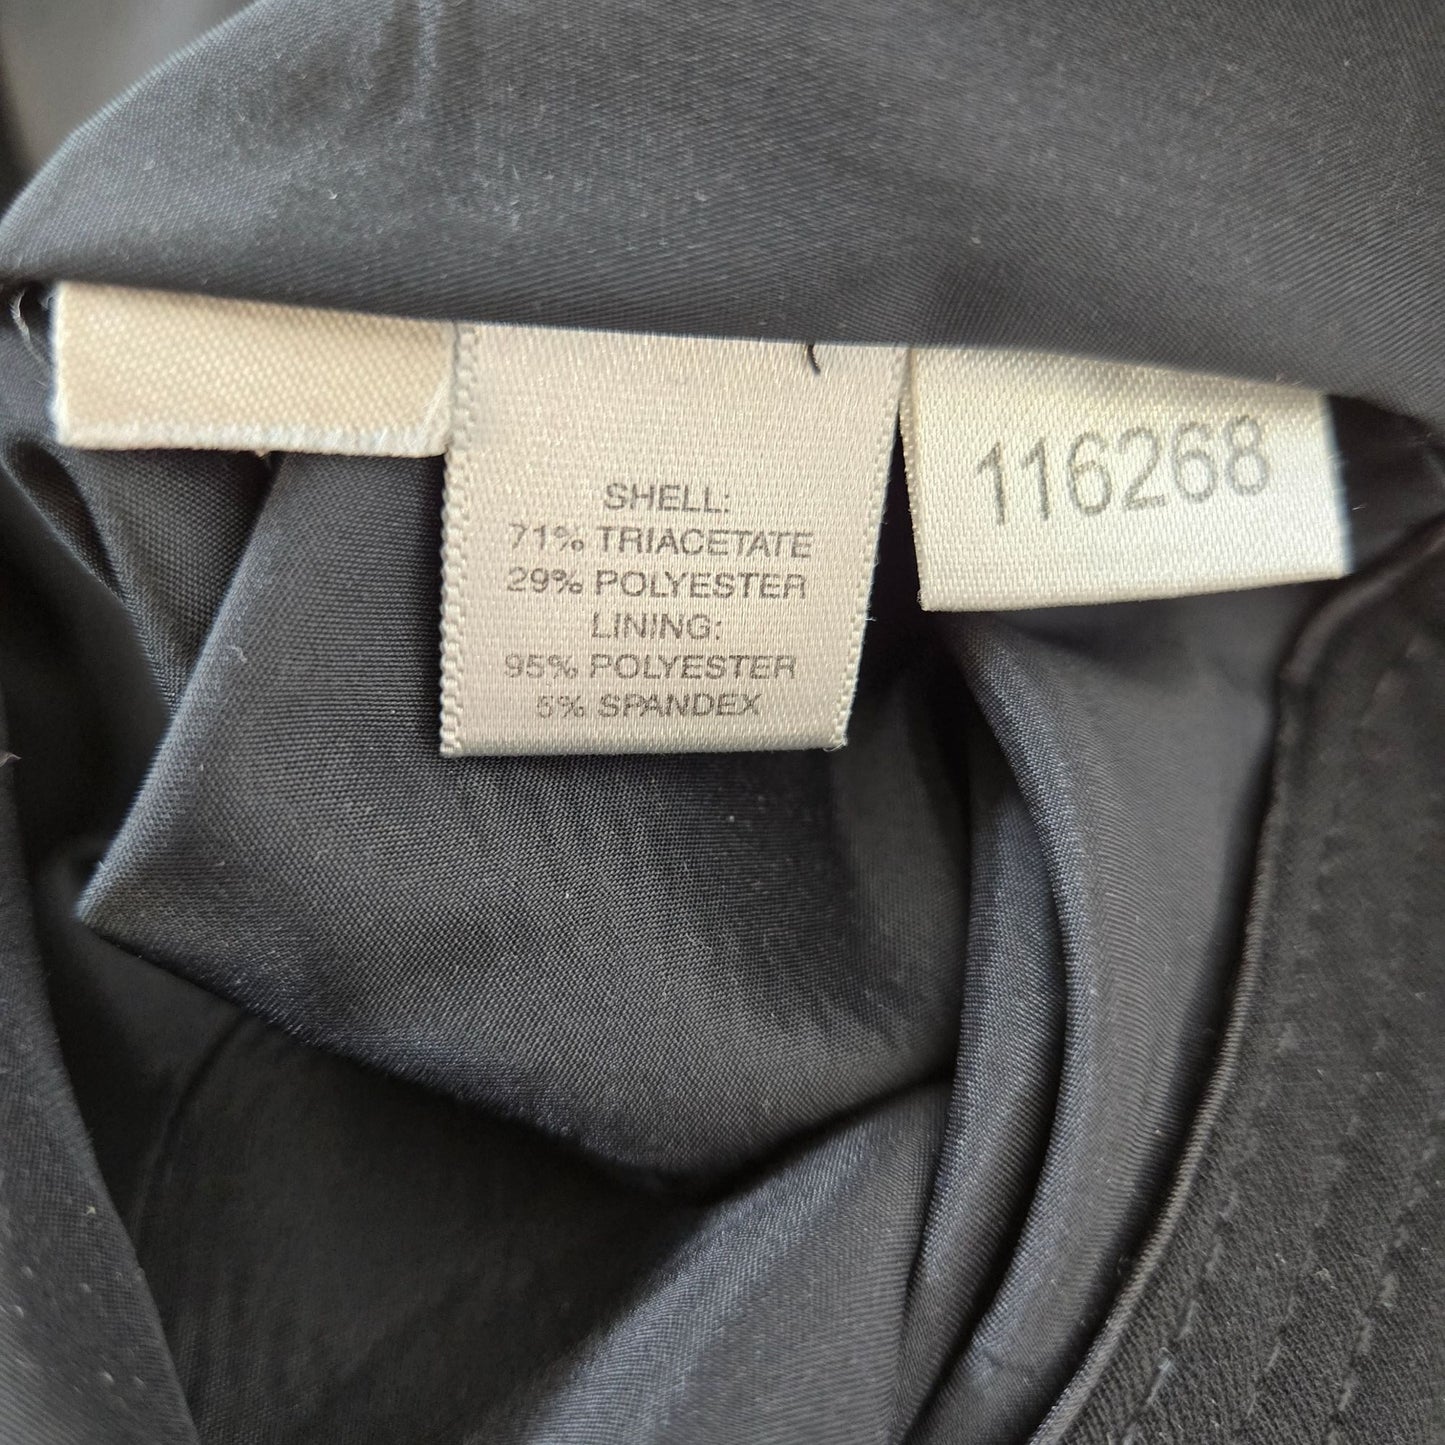 SHELL:
71% TRIACETATE
29% POLYESTER
LINING:
95% POLYESTER
5% SPANDEX
116268